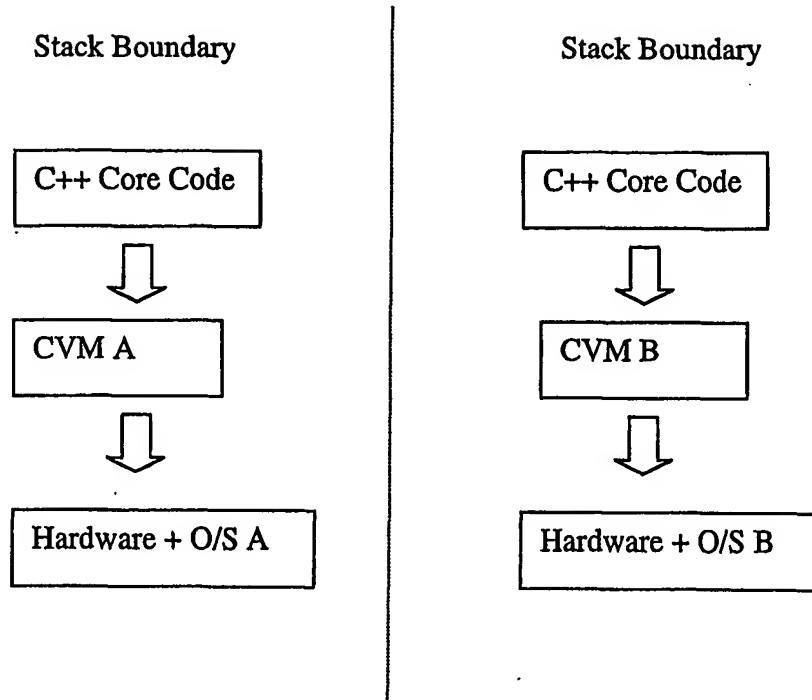 Stack Boundary
C++ Core Code
CVM A
Hardware + O/S A
Stack Boundary
C++ Core Code
CVM B
Hardware + O/S B